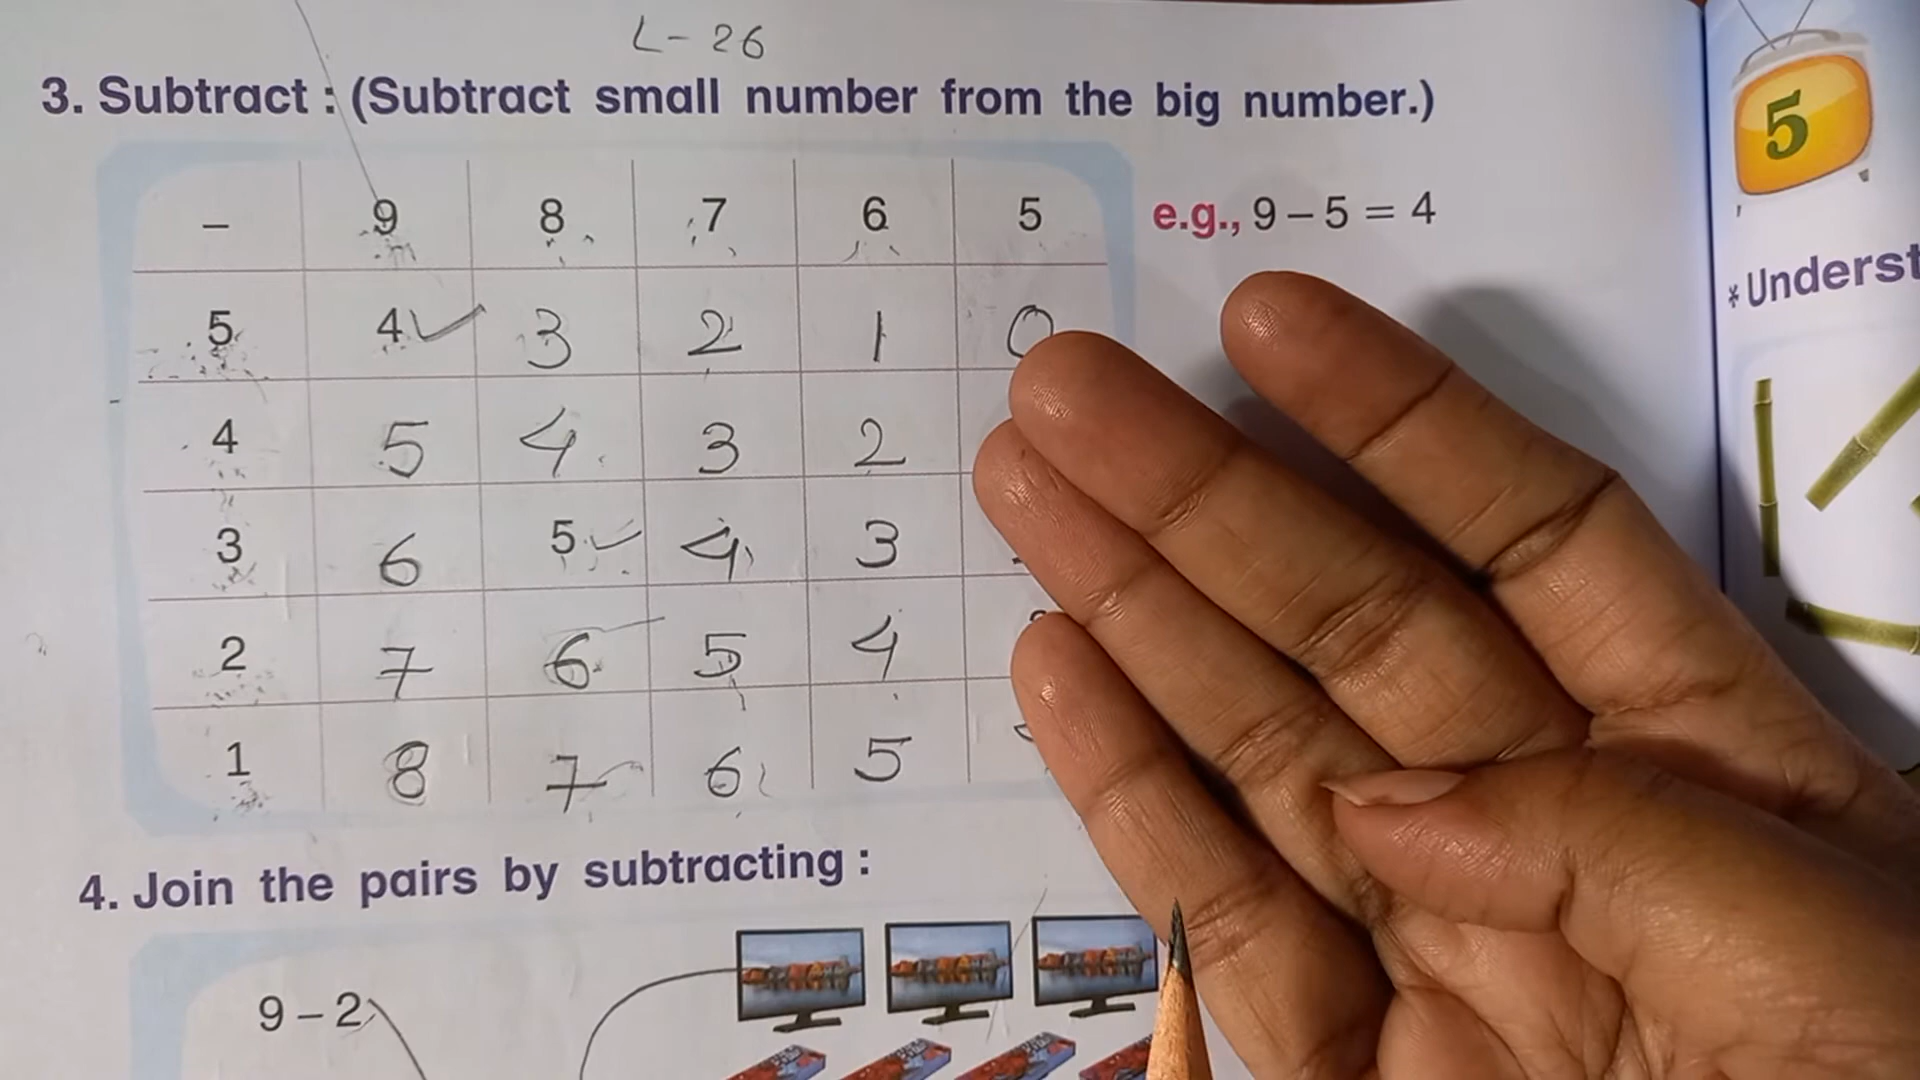 L - 26
3. Subtract : (Subtract small number from the big number.)
– 9 8 7 6 5
e.g., 9 – 5 = 4
5 4 3 2 1 0
4 5 4 3 2
3 6 5 4 3
2 7 6 5 4
1 8 7 6 5
4. Join the pairs by subtracting :
9 – 2
5
* Underst